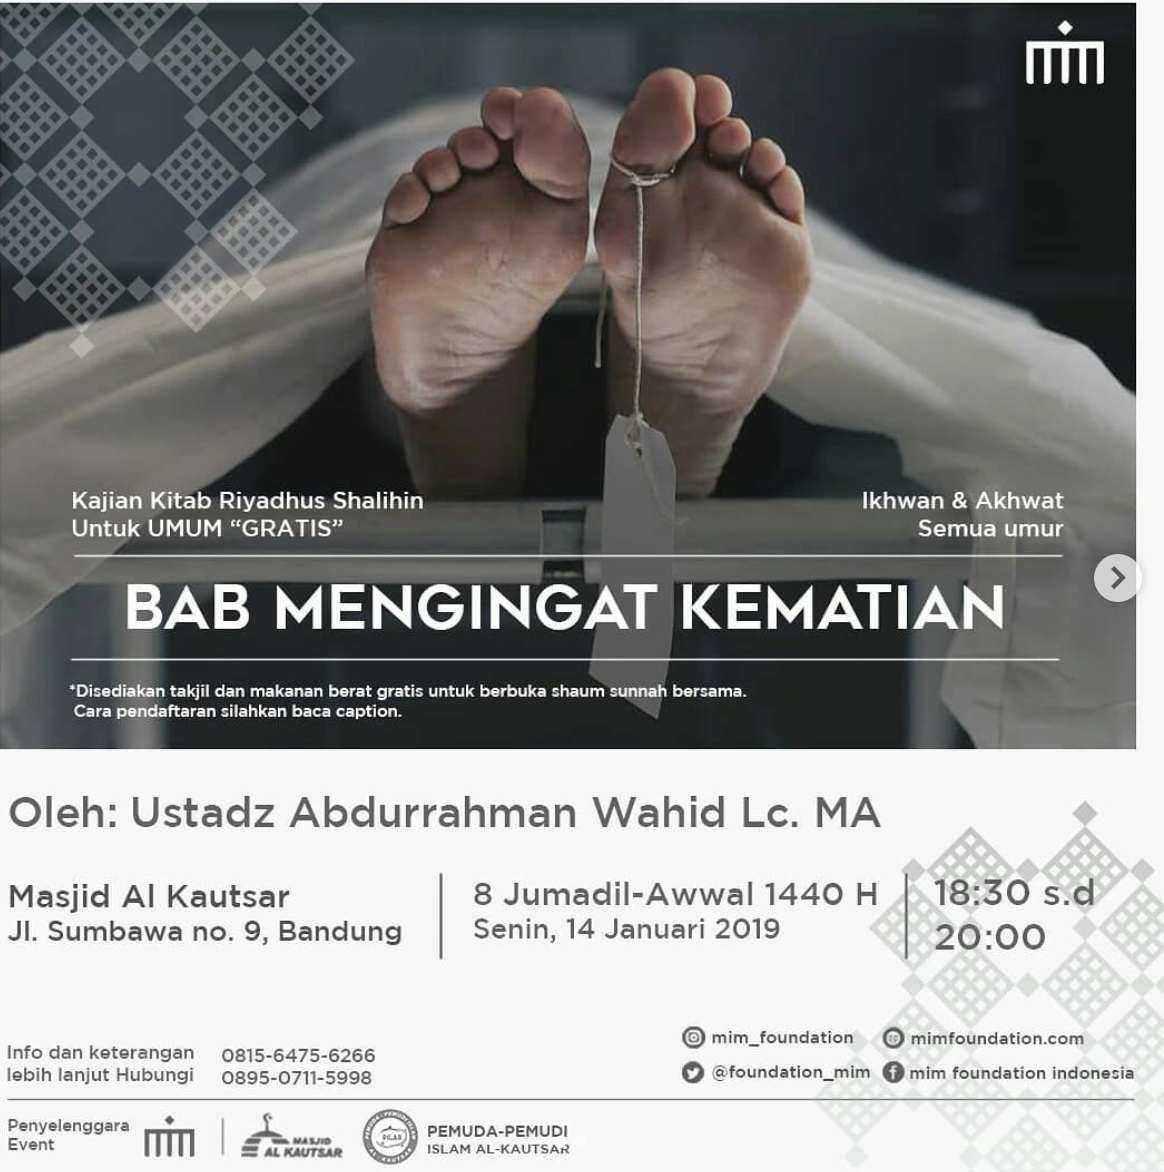 mim
Kajian Kitab Riyadhus Shalihin
Untuk UMUM “GRATIS”
Ikhwan & Akhwat
Semua umur
BAB MENGINGAT KEMATIAN
*Disediakan takjil dan makanan berat gratis untuk berbuka shaum sunnah bersama.
Cara pendaftaran silahkan baca caption.
Oleh: Ustadz Abdurrahman Wahid Lc. MA
Masjid Al Kautsar
Jl. Sumbawa no. 9, Bandung
8 Jumadil-Awwal 1440 H
Senin, 14 Januari 2019
18:30 s.d
20:00
Info dan keterangan
lebih lanjut Hubungi
0815-6475-6266
0895-0711-5998
mim_foundation
mimfoundation.com
@foundation_mim
mim foundation indonesia
Penyelenggara
Event
mim
MASJID
AL KAUTSAR
PILAR
PEMUDA-PEMUDI
ISLAM AL-KAUTSAR